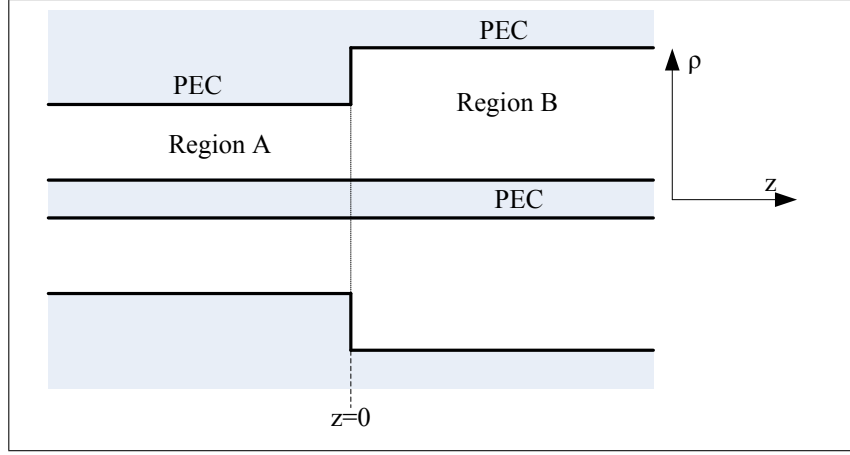 PEC
PEC
ρ
Region B
Region A
z
PEC
z=0